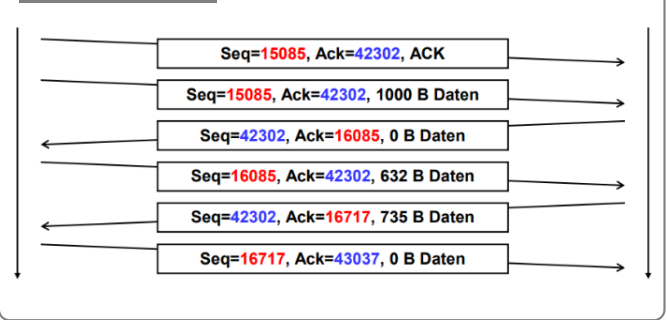 Seq=15085, Ack=42302, ACK
Seq=15085, Ack=42302, 1000 B Daten
Seq=42302, Ack=16085, 0 B Daten
Seq=16085, Ack=42302, 632 B Daten
Seq=42302, Ack=16717, 735 B Daten
Seq=16717, Ack=43037, 0 B Daten